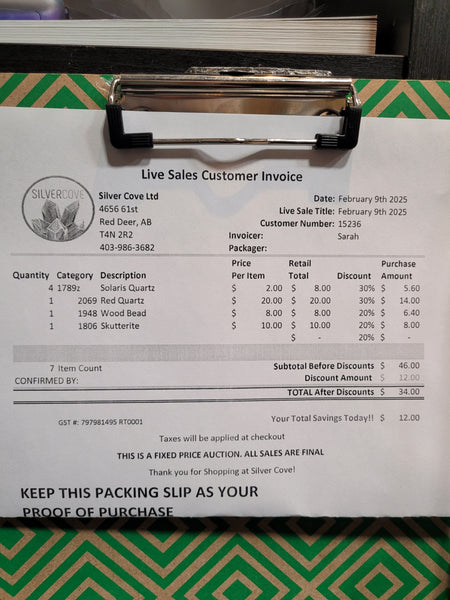 Live Sales Customer Invoice
SILVERCOVE
Silver Cove Ltd
4656 61st
Red Deer, AB
T4N 2R2
403-986-3682
Date: February 9th 2025
Live Sale Title: February 9th 2025
Customer Number: 15236
Invoicer: Sarah
Packager:
Quantity Category Description Price Per Item Retail Total Discount Purchase Amount
4 1789z Solaris Quartz $ 2.00 $ 8.00 30% $ 5.60
1 2069 Red Quartz $ 20.00 $ 20.00 30% $ 14.00
1 1948 Wood Bead $ 8.00 $ 8.00 20% $ 6.40
1 1806 Skutterite $ 10.00 $ 10.00 20% $ 8.00
$ - 20% $ -
7 Item Count Subtotal Before Discounts $ 46.00
CONFIRMED BY: Discount Amount $ 12.00
TOTAL After Discounts $ 34.00
GST #: 797981495 RT0001 Your Total Savings Today!! $ 12.00
Taxes will be applied at checkout
THIS IS A FIXED PRICE AUCTION. ALL SALES ARE FINAL
Thank you for Shopping at Silver Cove!
KEEP THIS PACKING SLIP AS YOUR
PROOF OF PURCHASE